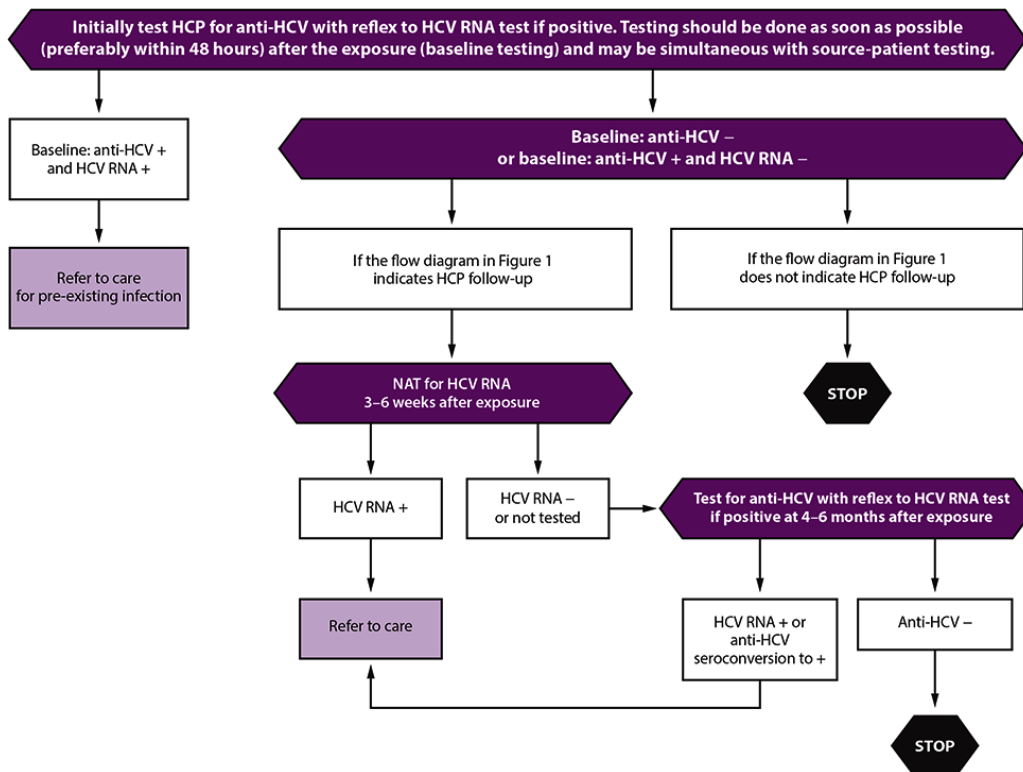 Initially test HCP for anti-HCV with reflex to HCV RNA test if positive. Testing should be done as soon as possible
(preferably within 48 hours) after the exposure (baseline testing) and may be simultaneous with source-patient testing.
Baseline: anti-HCV +
and HCV RNA +
Baseline: anti-HCV −
or baseline: anti-HCV + and HCV RNA −
Refer to care
for pre-existing infection
If the flow diagram in Figure 1
indicates HCP follow-up
If the flow diagram in Figure 1
does not indicate HCP follow-up
NAT for HCV RNA
3–6 weeks after exposure
STOP
HCV RNA +
HCV RNA −
or not tested
Test for anti-HCV with reflex to HCV RNA test
if positive at 4–6 months after exposure
Refer to care
HCV RNA + or
anti-HCV
seroconversion to +
Anti-HCV −
STOP